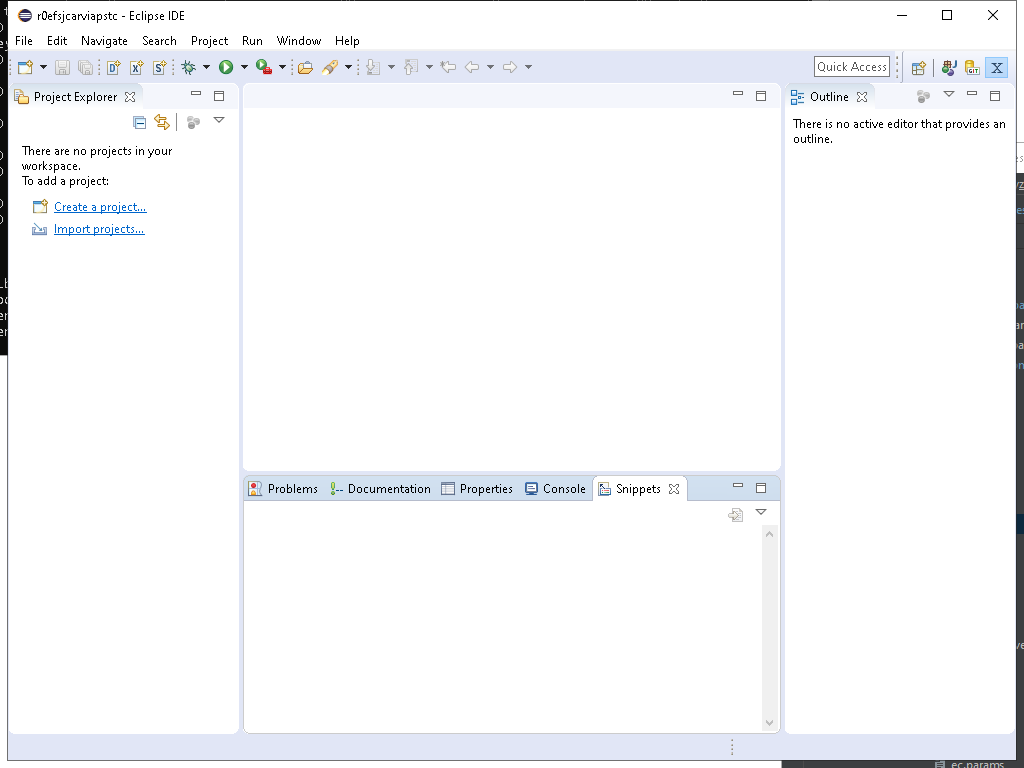 r0efsjcarviapstc - Eclipse IDE
File Edit Navigate Search Project Run Window Help
Quick Access
Project Explorer
There are no projects in your
workspace.
To add a project:
Create a project...
Import projects...
Outline
There is no active editor that provides an
outline.
Problems Documentation Properties Console Snippets
ec.params